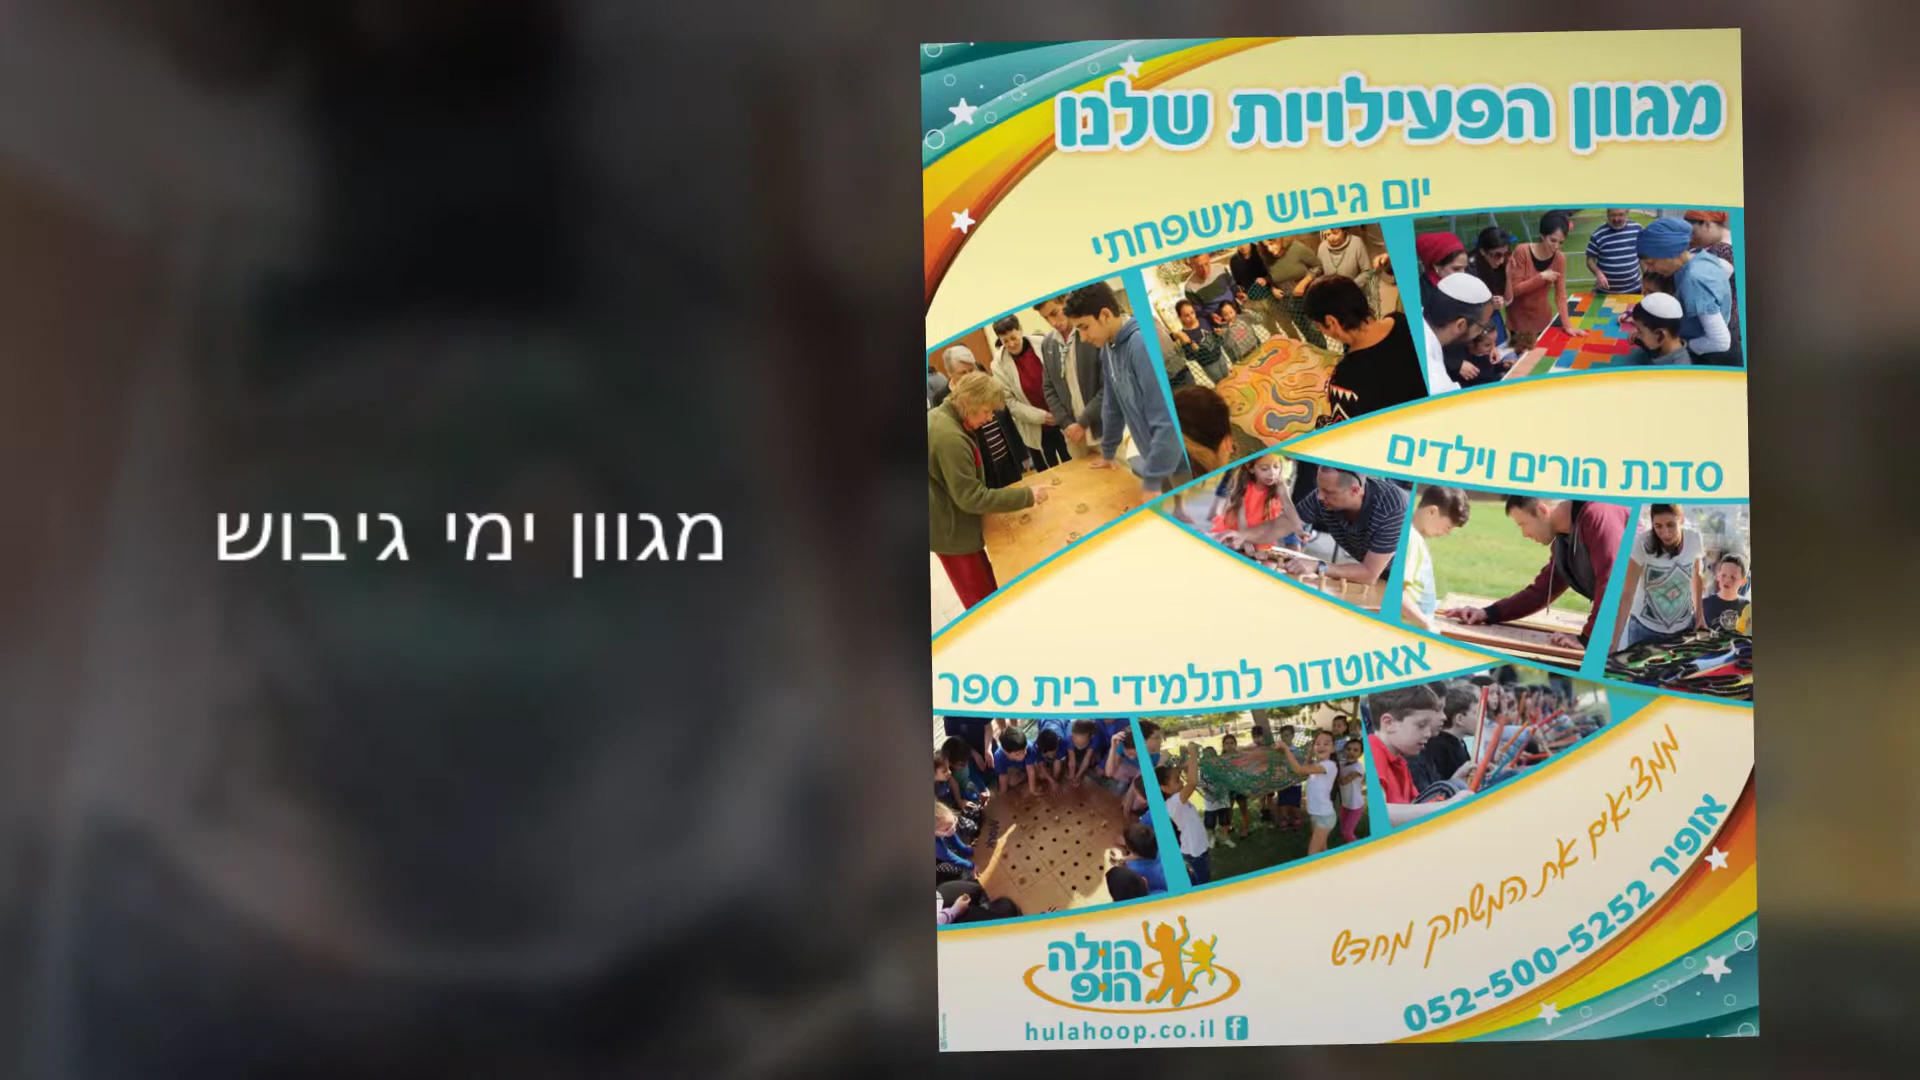 מגוון ימי גיבוש
מגוון הפעילויות שלנו
יום גיבוש משפחתי
סדנת הורים וילדים
אאוטדור לתלמידי בית ספר
ממציאים את המשחק מחדש
אופיר 052-500-5252
הולה
הופ
hulahoop.co.il f